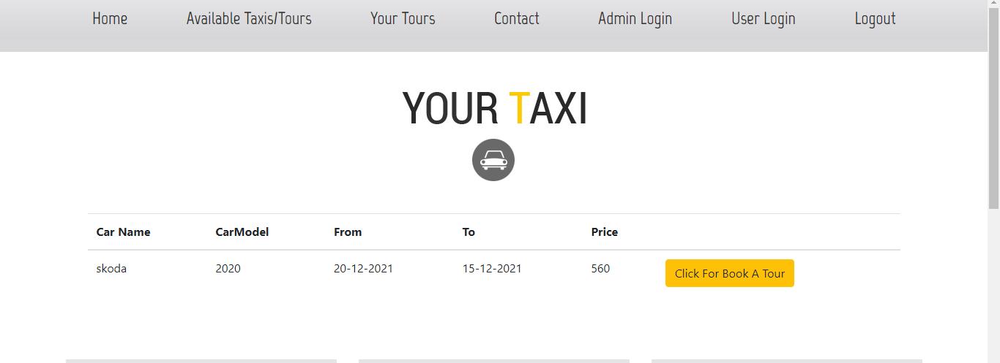 Home Available Taxis/Tours Your Tours Contact Admin Login User Login Logout
YOUR TAXI
Car Name CarModel From To Price
skoda 2020 20-12-2021 15-12-2021 560 Click For Book A Tour